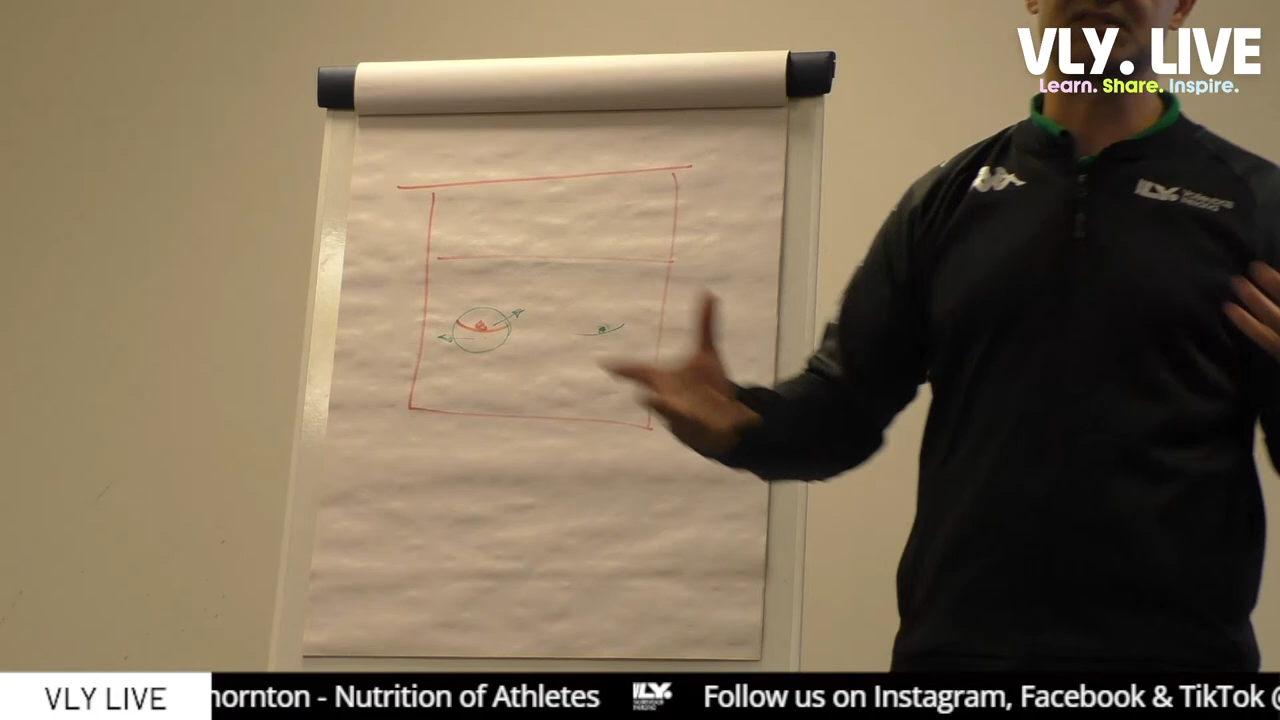 VLY. LIVE
Learn. Share. Inspire.
VLY LIVE
hornton - Nutrition of Athletes
Follow us on Instagram, Facebook & TikTok @